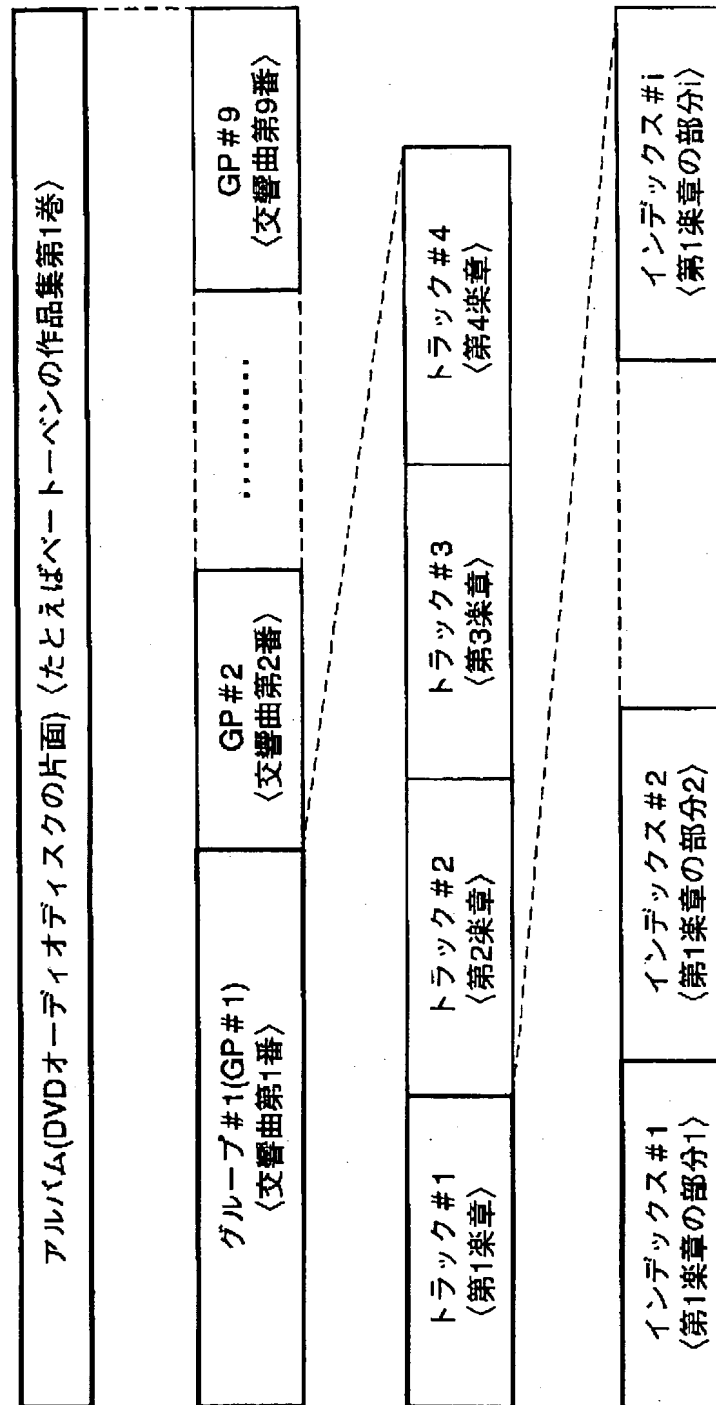 アルバム(DVDオーディオディスクの片面)〈たとえばベートーベンの作品集第1巻〉
グループ#1(GP#1)
〈交響曲第1番〉
GP#2
〈交響曲第2番〉
………
GP#9
〈交響曲第9番〉
トラック#1
〈第1楽章〉
トラック#2
〈第2楽章〉
トラック#3
〈第3楽章〉
トラック#4
〈第4楽章〉
インデックス#1
〈第1楽章の部分1〉
インデックス#2
〈第1楽章の部分2〉
インデックス#i
〈第1楽章の部分i〉